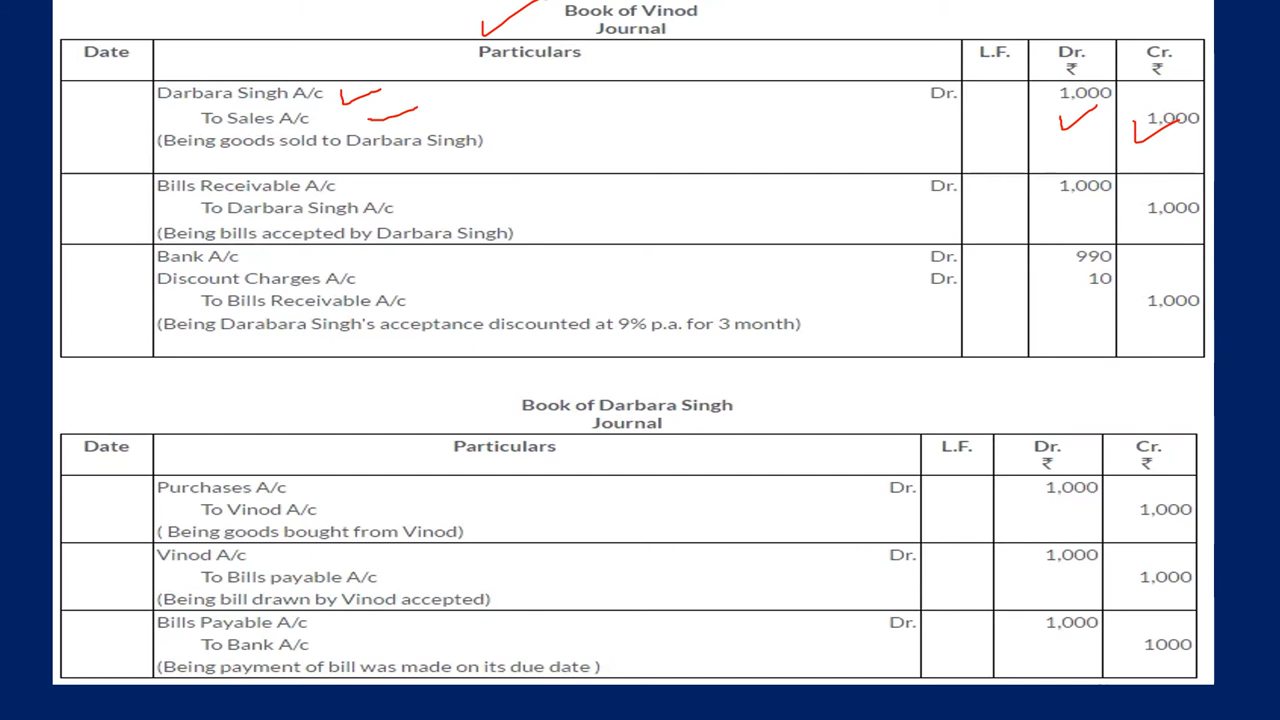 Book of Vinod
Journal
Date Particulars L.F. Dr. ₹ Cr. ₹
Darbara Singh A/c Dr. 1,000
To Sales A/c 1,000
(Being goods sold to Darbara Singh)
Bills Receivable A/c Dr. 1,000
To Darbara Singh A/c 1,000
(Being bills accepted by Darbara Singh)
Bank A/c Dr. 990
Discount Charges A/c Dr. 10
To Bills Receivable A/c 1,000
(Being Darabara Singh's acceptance discounted at 9% p.a. for 3 month)
Book of Darbara Singh
Journal
Date Particulars L.F. Dr. ₹ Cr. ₹
Purchases A/c Dr. 1,000
To Vinod A/c 1,000
( Being goods bought from Vinod)
Vinod A/c Dr. 1,000
To Bills payable A/c 1,000
(Being bill drawn by Vinod accepted)
Bills Payable A/c Dr. 1,000
To Bank A/c 1000
(Being payment of bill was made on its due date )